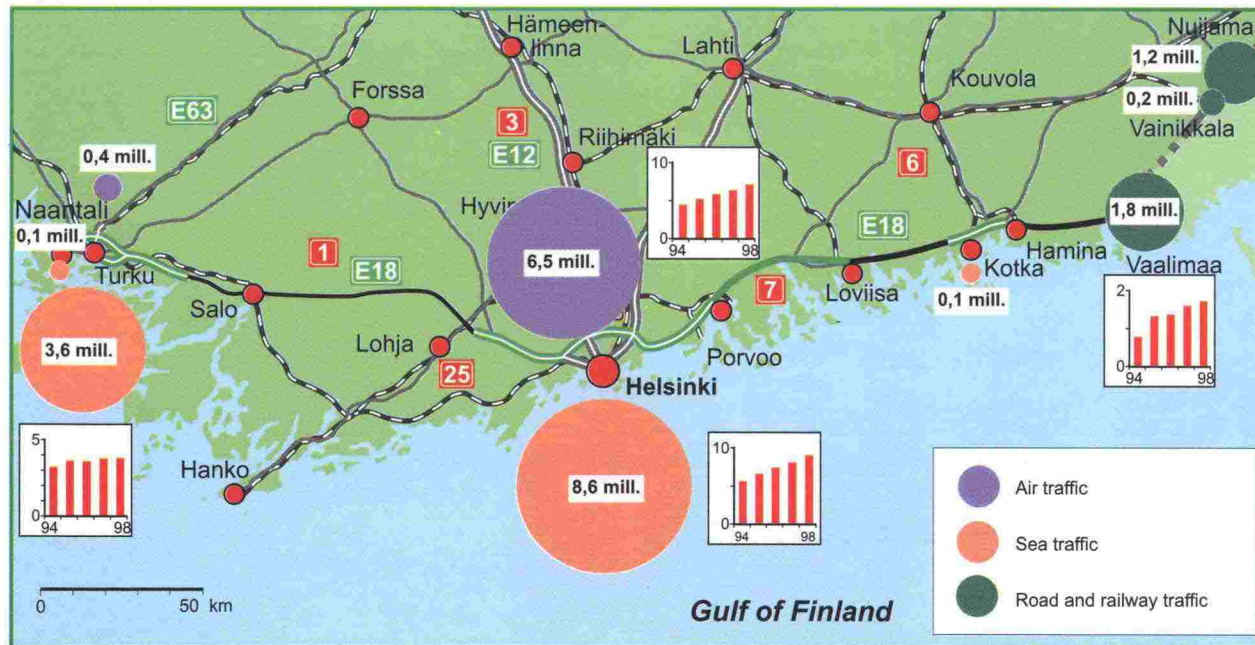 Hämeen-
linna
Lahti
Nuijamaa
1,2 mill.
Kouvola
0,2 mill.
Vainikkala
Forssa
E63
3
E12
Riihimäki
6
0,4 mill.
10
0
94
98
Naantali
0,1 mill.
Turku
1
E18
6,5 mill.
E18
1,8 mill.
Hamina
Vaalimaa
Kotka
0,1 mill.
Loviisa
7
Salo
3,6 mill.
Lohja
25
Porvoo
Helsinki
2
0
94
98
5
0
94
98
Hanko
8,6 mill.
10
0
94
98
Air traffic
Sea traffic
Road and railway traffic
0
50 km
Gulf of Finland